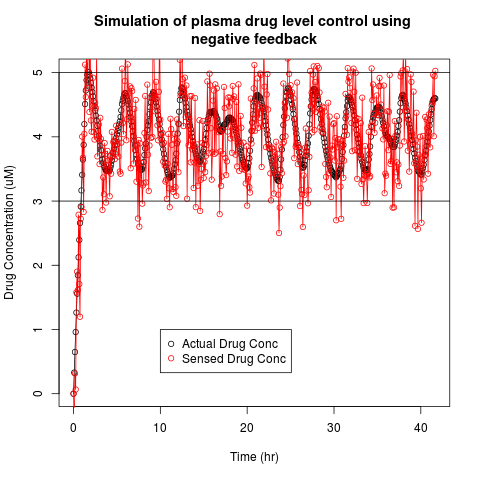 Simulation of plasma drug level control using
negative feedback
Drug Concentration (uM)
5
4
3
2
1
0
Actual Drug Conc
Sensed Drug Conc
0 10 20 30 40
Time (hr)